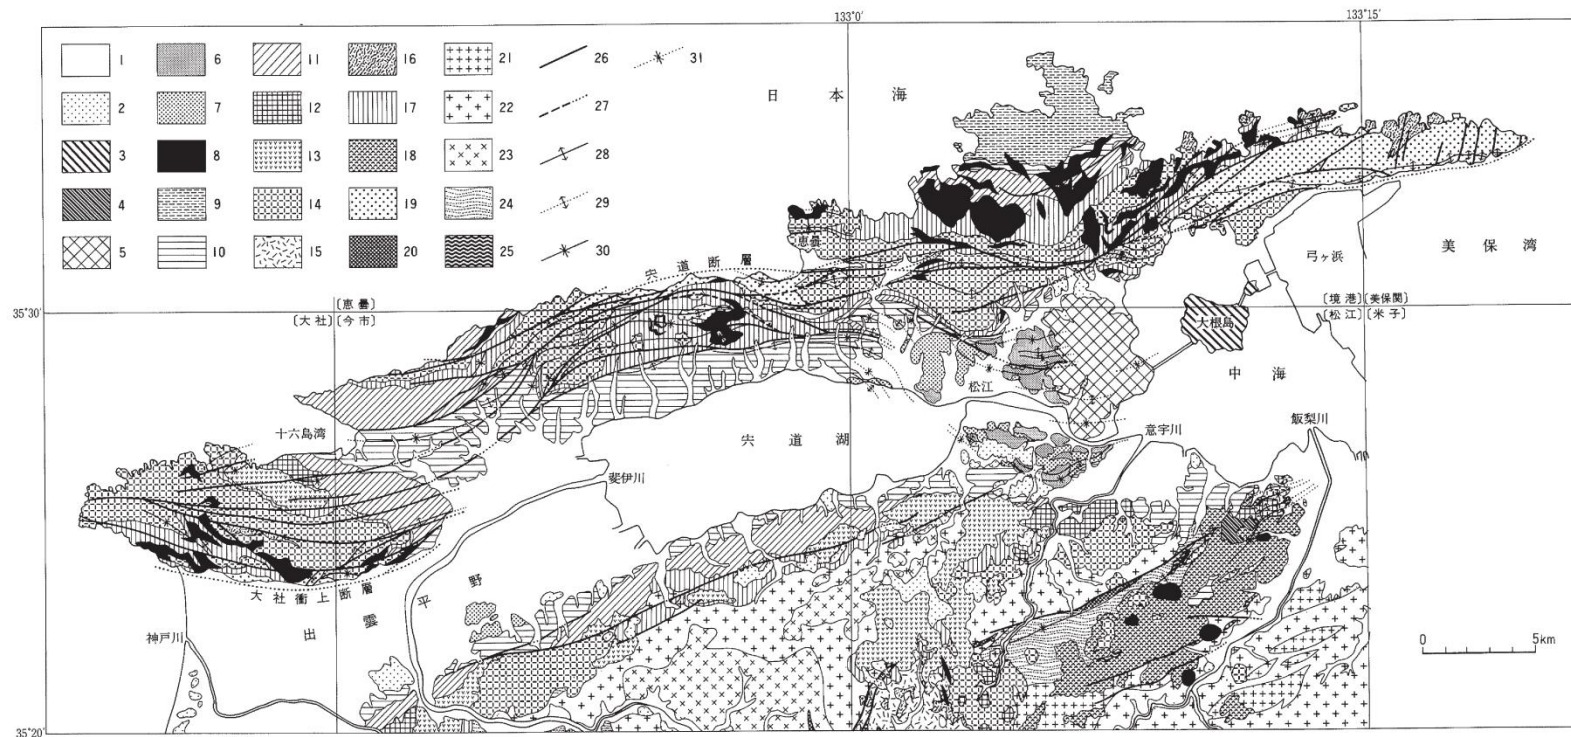 133°0′
133°15′
1
6
11
16
21
26
31
2
7
12
17
22
27
3
8
13
18
23
28
4
9
14
19
24
29
5
10
15
20
25
30
日本海
恵曇
宍道断層
美保湾
弓ヶ浜
35°30′
〔恵曇〕
〔大社〕〔今市〕
〔境港〕〔美保関〕
〔松江〕〔米子〕
大根島
中海
松江
十六島湾
宍道湖
意宇川
飯梨川
斐伊川
大社衝上断層
出雲平野
神戸川
0 5km
35°20′